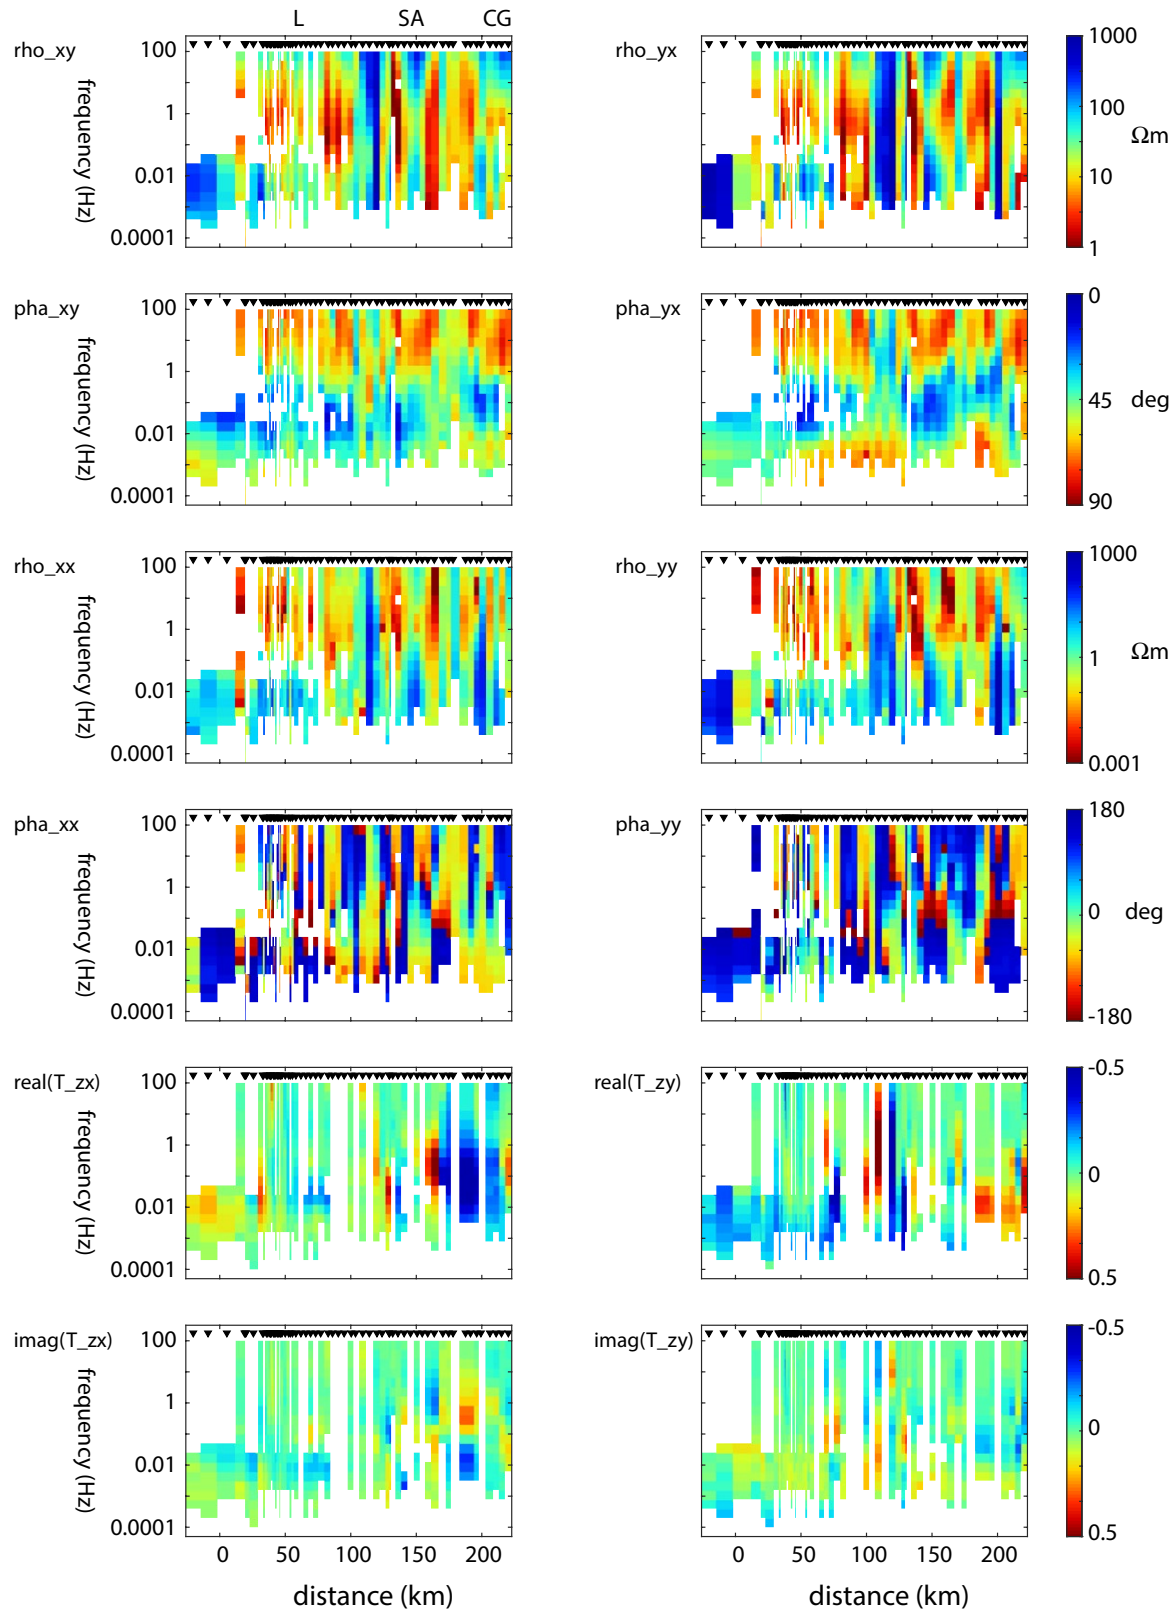 L SA CG
rho_xy
frequency (Hz)
100
1
0.01
0.0001
rho_yx
1000
100
Ωm
10
1
pha_xy
frequency (Hz)
100
1
0.01
0.0001
pha_yx
0
45
deg
90
rho_xx
frequency (Hz)
100
1
0.01
0.0001
rho_yy
1000
1
Ωm
0.001
pha_xx
frequency (Hz)
100
1
0.01
0.0001
pha_yy
180
0
deg
-180
real(T_zx)
frequency (Hz)
100
1
0.01
0.0001
real(T_zy)
-0.5
0
0.5
imag(T_zx)
frequency (Hz)
100
1
0.01
0.0001
imag(T_zy)
-0.5
0
0.5
0 50 100 150 200
distance (km)
0 50 100 150 200
distance (km)